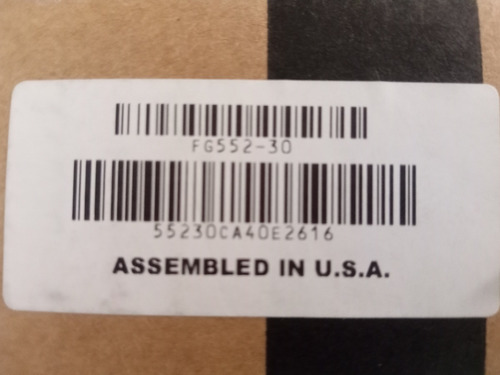 FG552-30
55230CA40E2616
ASSEMBLED IN U.S.A.